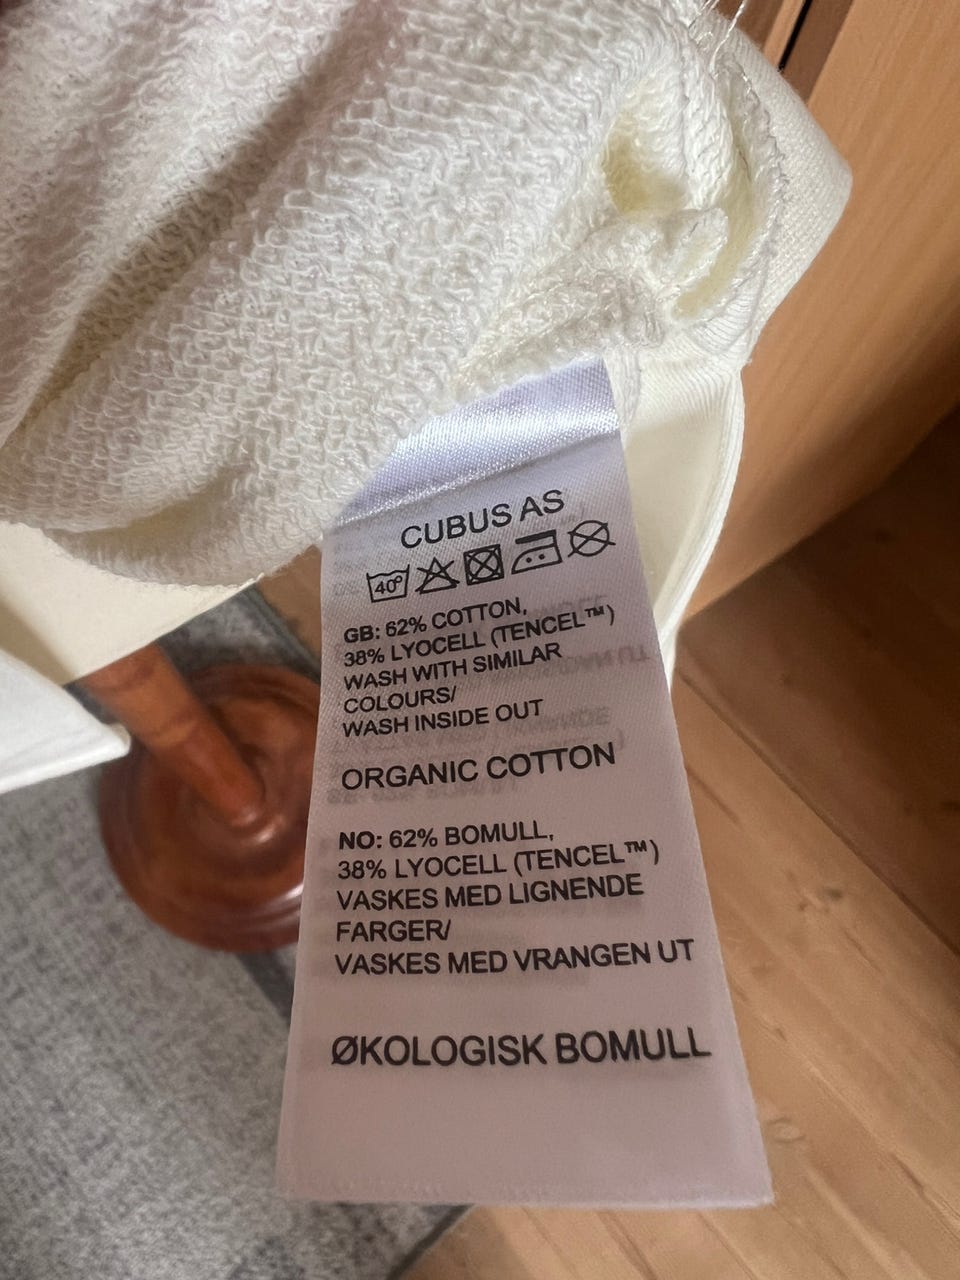 CUBUS AS
40°
GB: 62% COTTON,
38% LYOCELL (TENCEL™)
WASH WITH SIMILAR
COLOURS/
WASH INSIDE OUT
ORGANIC COTTON
NO: 62% BOMULL,
38% LYOCELL (TENCEL™)
VASKES MED LIGNENDE
FARGER/
VASKES MED VRANGEN UT
ØKOLOGISK BOMULL